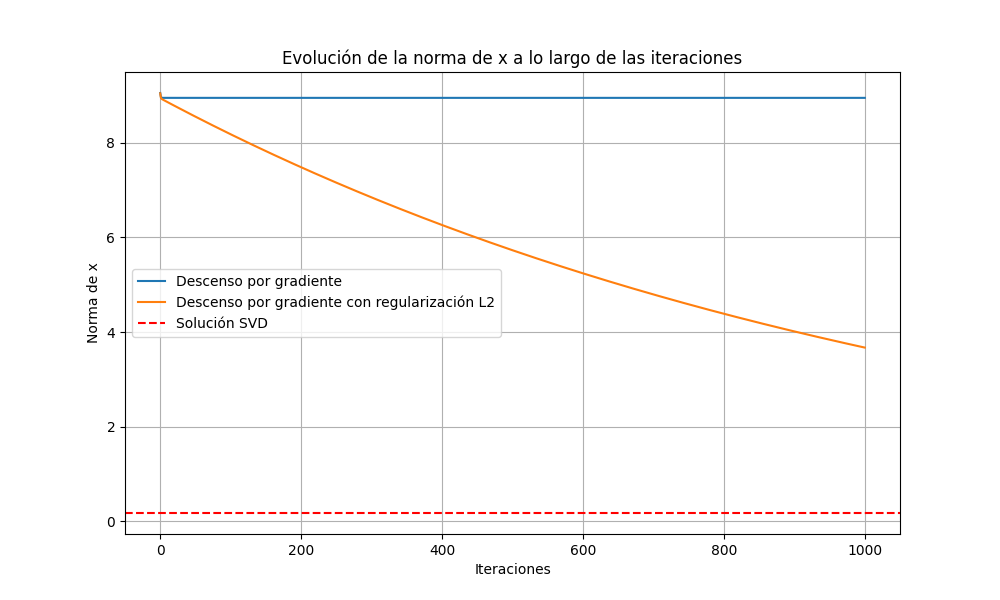 Evolución de la norma de x a lo largo de las iteraciones
Norma de x
8
6
4
2
0
Descenso por gradiente
Descenso por gradiente con regularización L2
Solución SVD
0 200 400 600 800 1000
Iteraciones